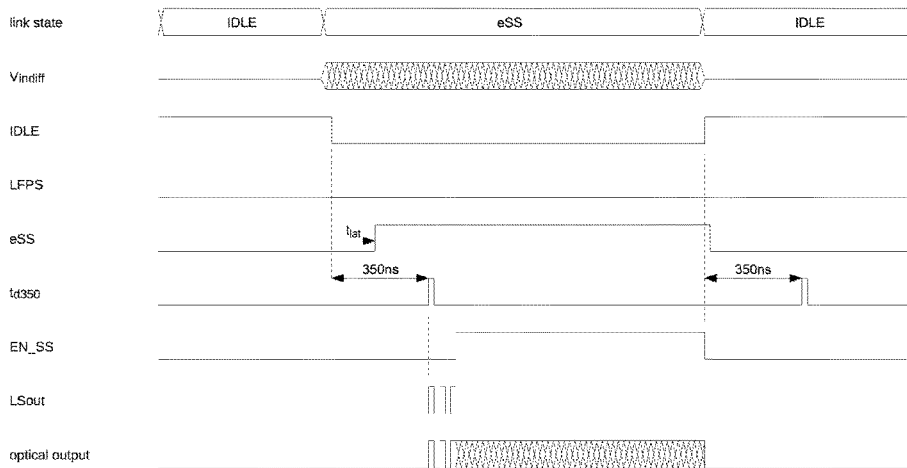 link state IDLE eSS IDLE
Vindiff
IDLE
LFPS
eSS tlat
350ns 350ns
td350
EN_SS
LSout
optical output